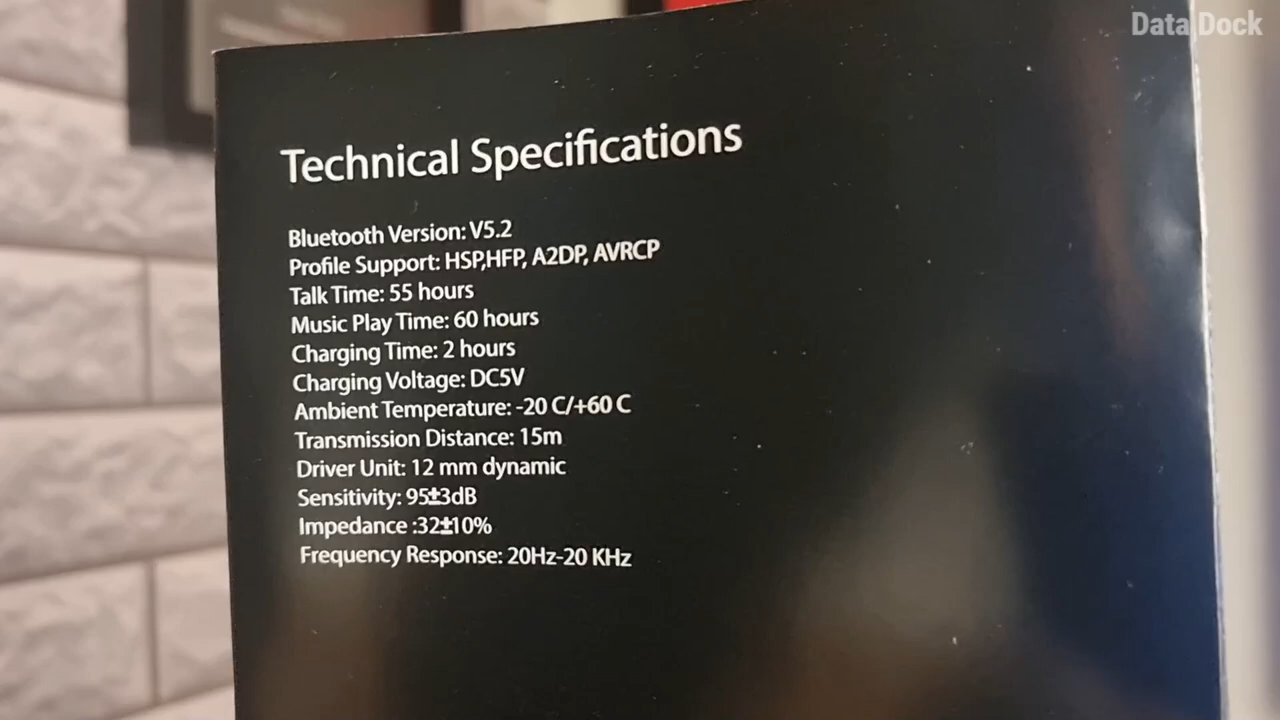 Data Dock
Technical Specifications
Bluetooth Version: V5.2
Profile Support: HSP,HFP, A2DP, AVRCP
Talk Time: 55 hours
Music Play Time: 60 hours
Charging Time: 2 hours
Charging Voltage: DC5V
Ambient Temperature: -20 C/+60 C
Transmission Distance: 15m
Driver Unit: 12 mm dynamic
Sensitivity: 95±3dB
Impedance :32±10%
Frequency Response: 20Hz-20 KHz